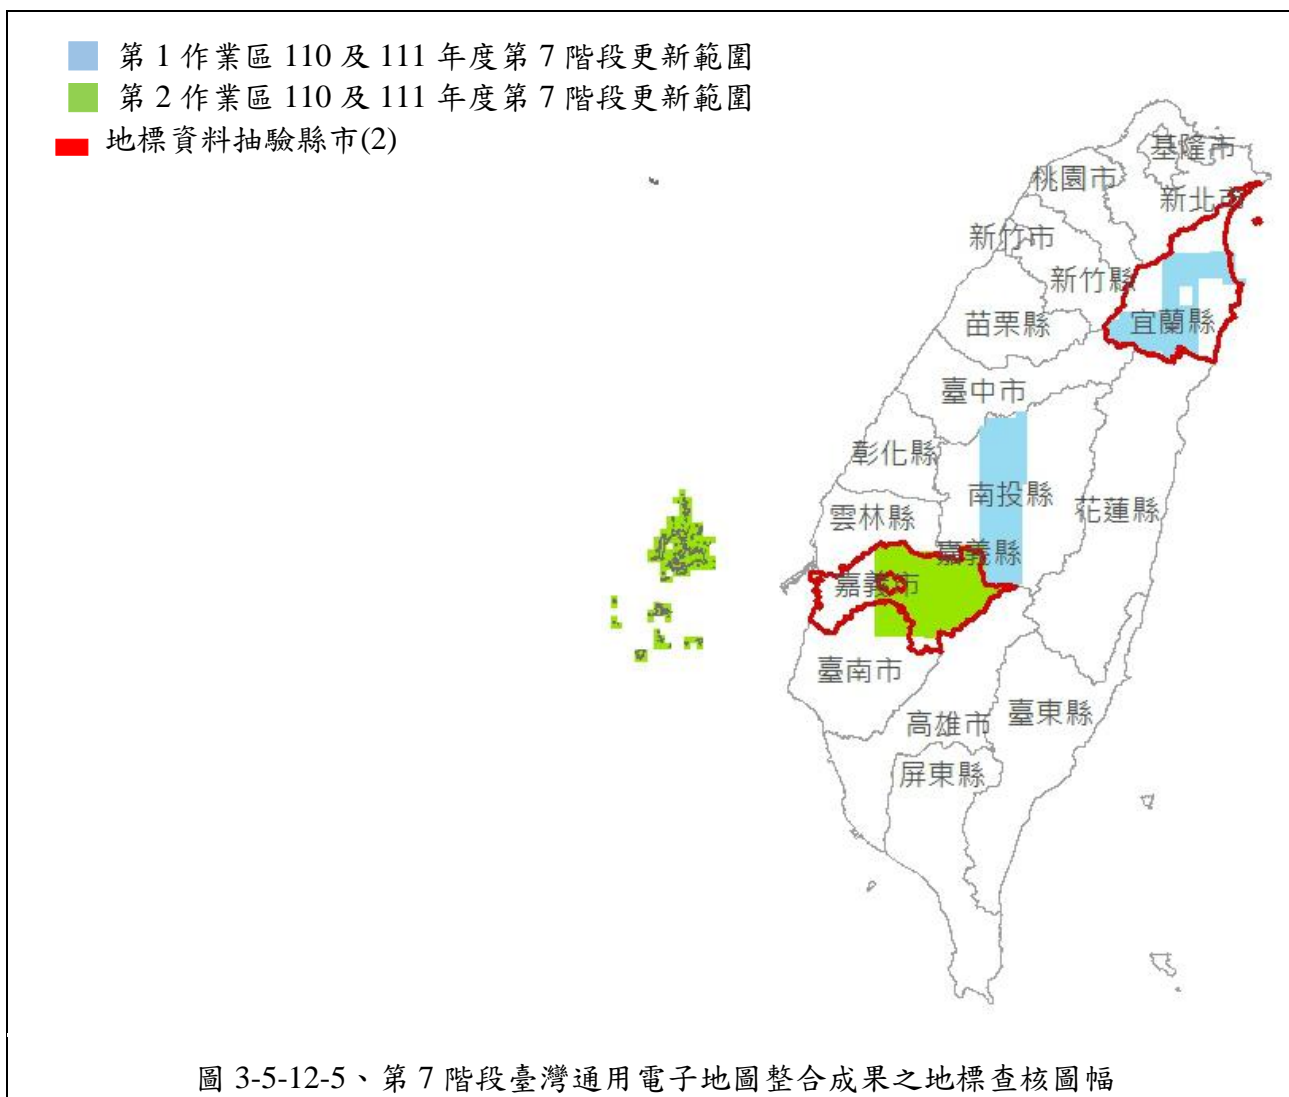 第 1 作業區 110 及 111 年度第 7 階段更新範圍
第 2 作業區 110 及 111 年度第 7 階段更新範圍
地標資料抽驗縣市(2)
基隆市
桃園市
新北市
新竹市
新竹縣
苗栗縣
宜蘭縣
臺中市
彰化縣
南投縣
花蓮縣
雲林縣
嘉義縣
嘉義市
臺南市
高雄市
臺東縣
屏東縣
圖 3-5-12-5、第 7 階段臺灣通用電子地圖整合成果之地標查核圖幅